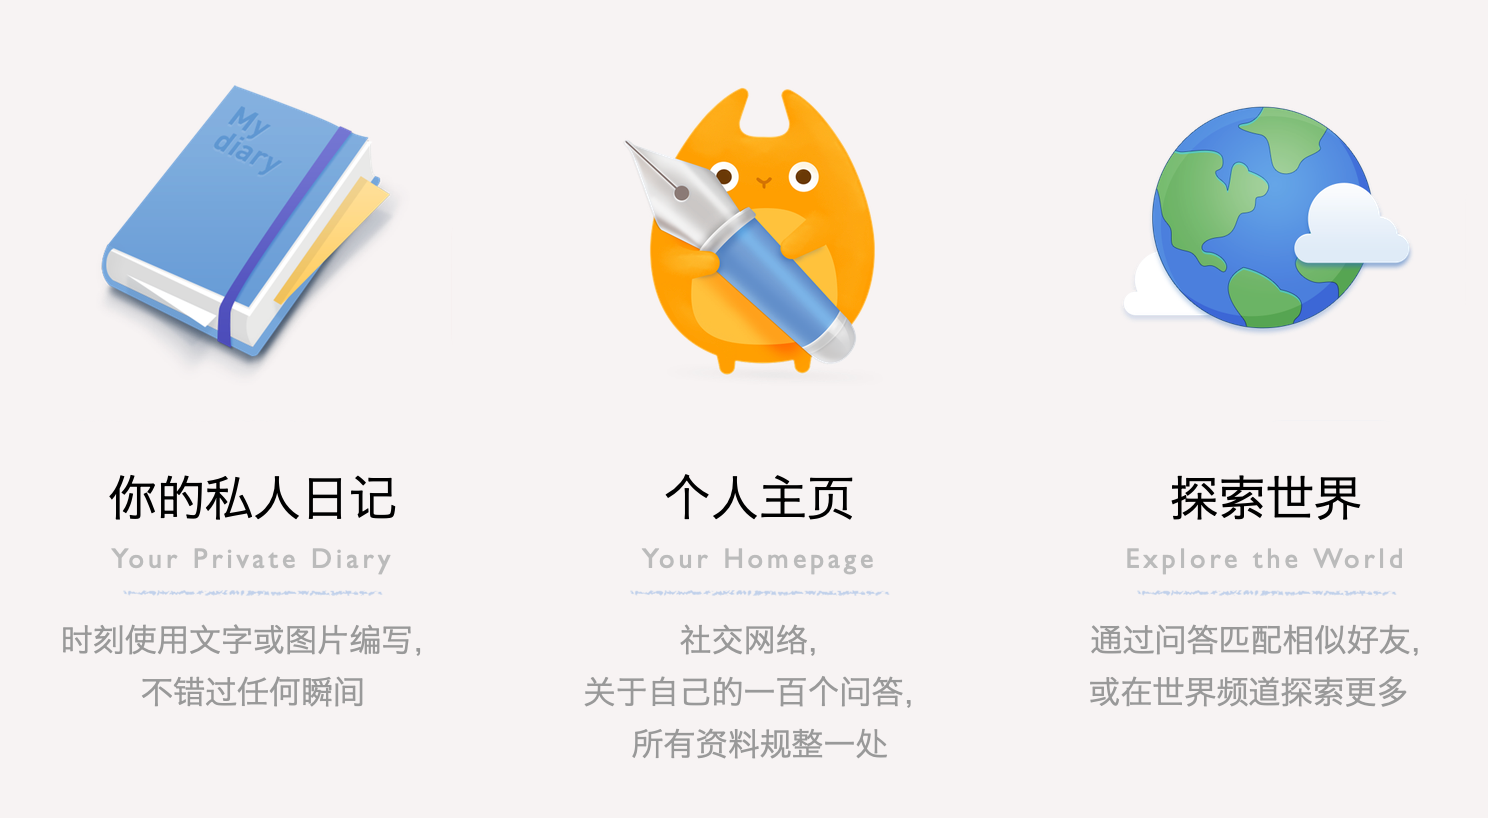 My
diary
你的私人日记
Your Private Diary
时刻使用文字或图片编写,
不错过任何瞬间
个人主页
Your Homepage
社交网络,
关于自己的一百个问答,
所有资料规整一处
探索世界
Explore the World
通过问答匹配相似好友,
或在世界频道探索更多